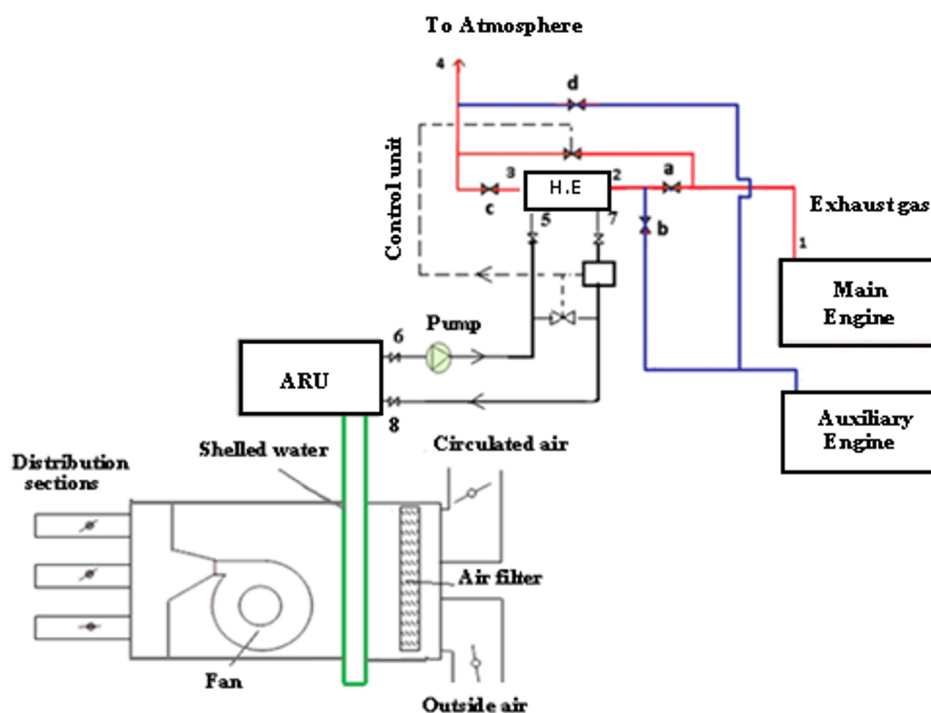 To Atmosphere
4
d
Control unit
3
H.E
2
a
c
5
7
b
Exhaust gas
1
Main
Engine
6
Pump
ARU
8
Auxiliary
Engine
Shelled water
Circulated air
Distribution
sections
Air filter
Fan
Outside air